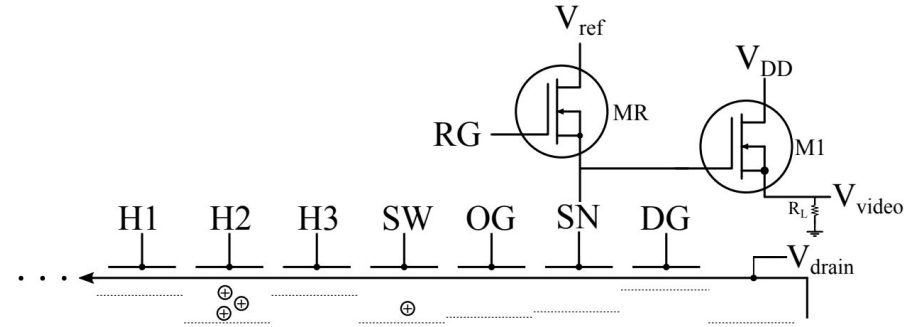 V_ref
V_DD
MR
RG
M1
V_video
R_L
H1 H2 H3 SW OG SN DG
V_drain